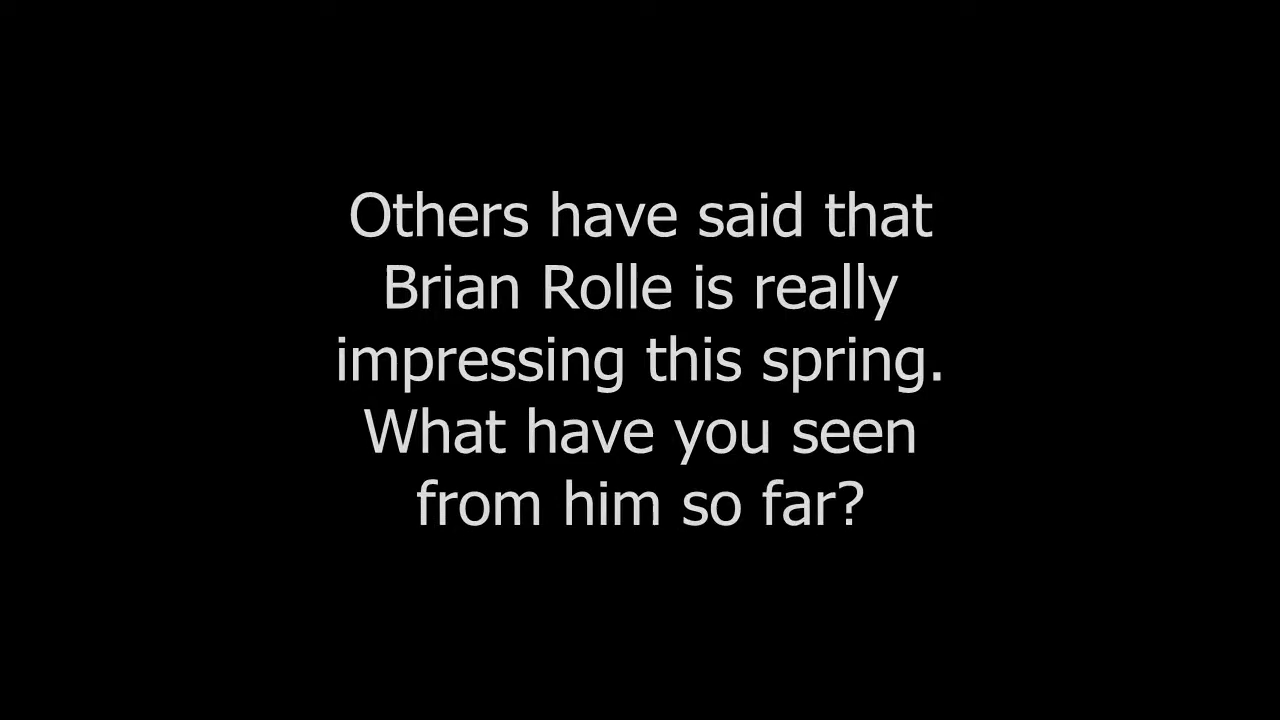 Others have said that
Brian Rolle is really
impressing this spring.
What have you seen
from him so far?